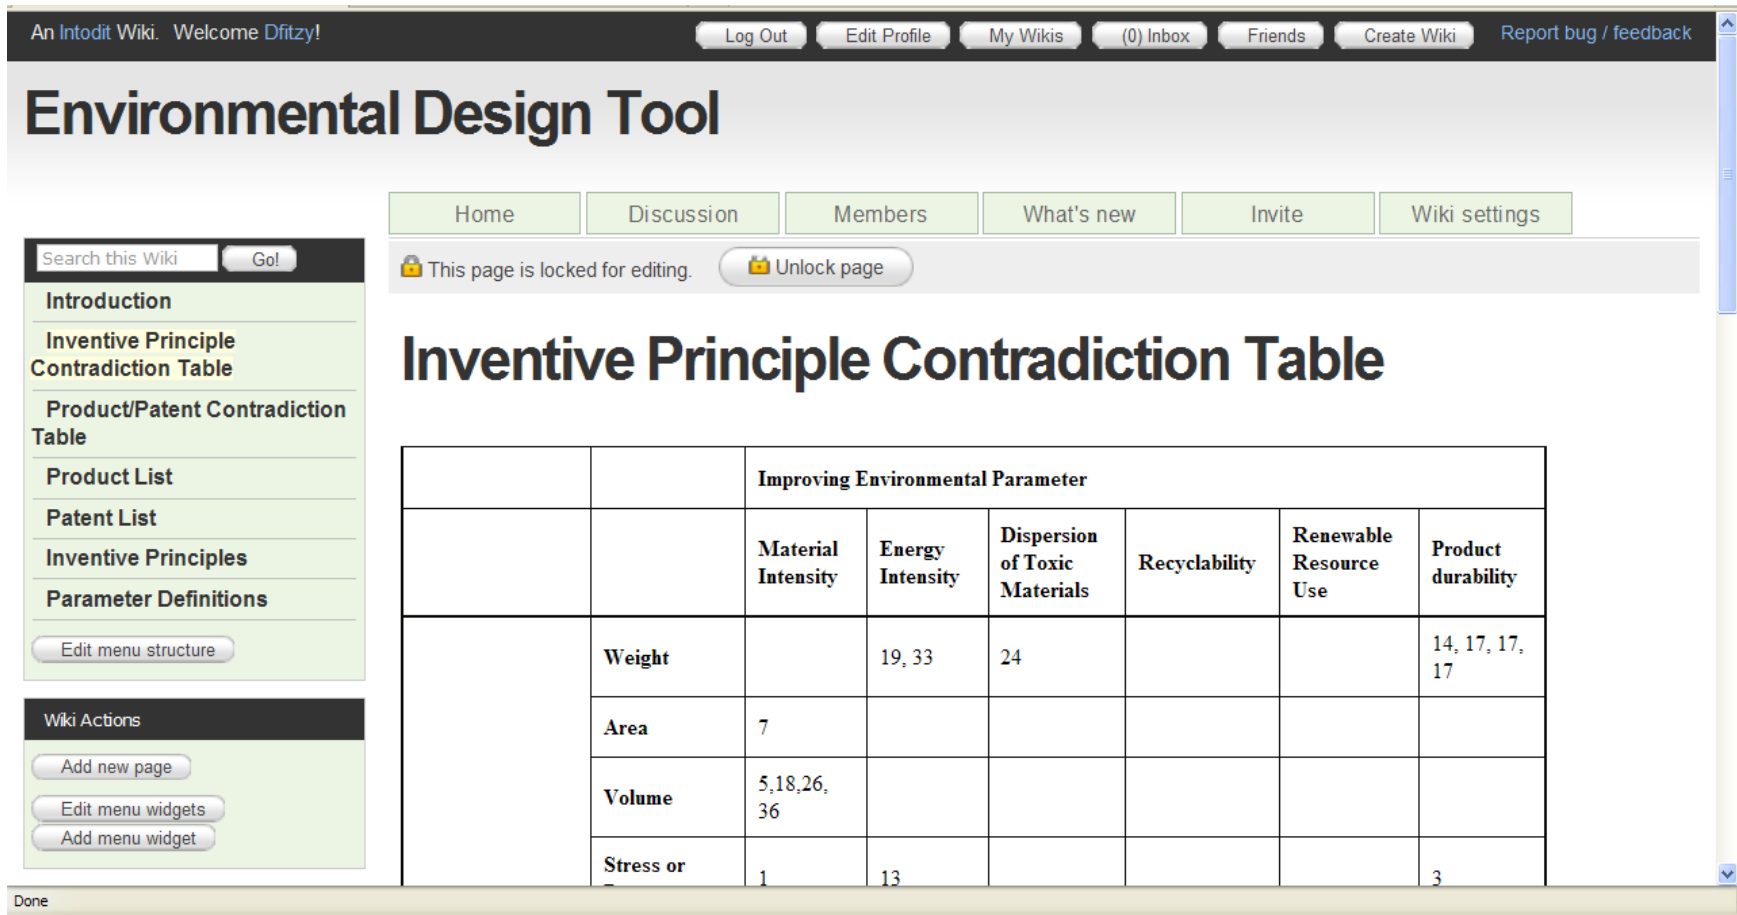 An Intodit Wiki. Welcome Dfitzy!
Log Out Edit Profile My Wikis (0) Inbox Friends Create Wiki Report bug / feedback
Environmental Design Tool
Home Discussion Members What's new Invite Wiki settings
Search this Wiki Go!
This page is locked for editing. Unlock page
Introduction
Inventive Principle
Contradiction Table
Product/Patent Contradiction
Table
Product List
Patent List
Inventive Principles
Parameter Definitions
Edit menu structure
Wiki Actions
Add new page
Edit menu widgets
Add menu widget
Inventive Principle Contradiction Table
Improving Environmental Parameter
Material
Intensity
Energy
Intensity
Dispersion
of Toxic
Materials
Recyclability
Renewable
Resource
Use
Product
durability
Weight 19, 33 24 14, 17, 17,
17
Area 7
Volume 5,18,26,
36
Stress or
1 13 3
Done